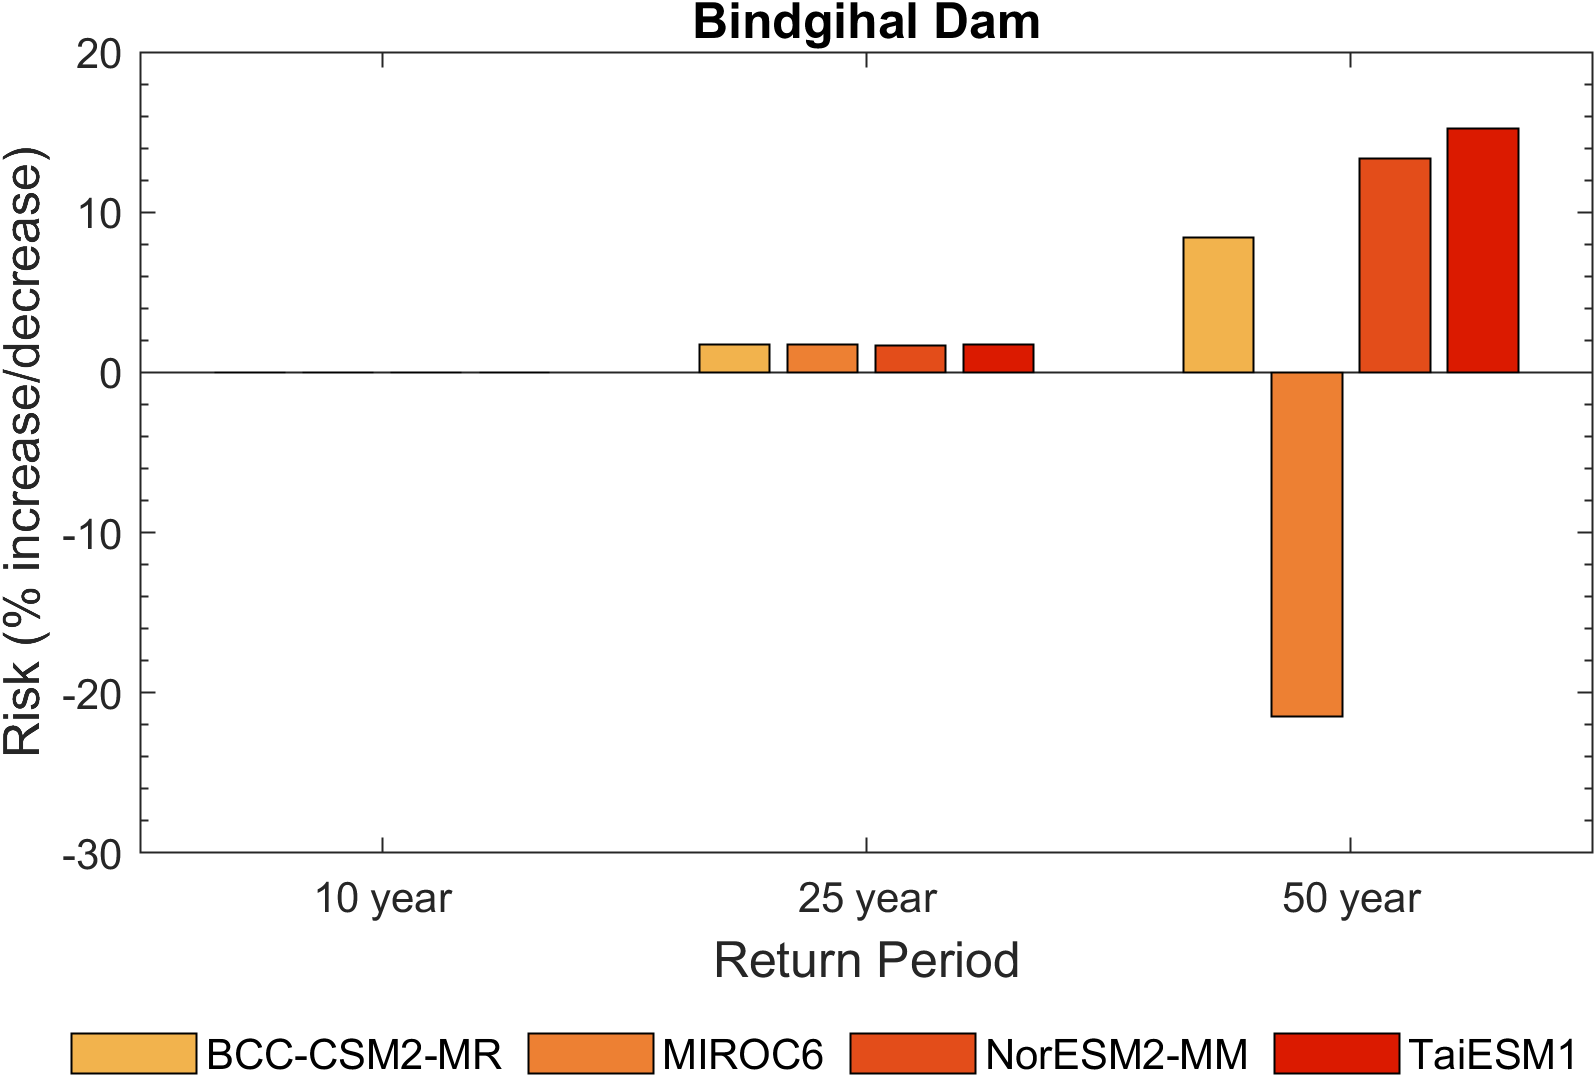 Bindgihal Dam
20
10
0
-10
-20
-30
Risk (% increase/decrease)
10 year
25 year
50 year
Return Period
BCC-CSM2-MR
MIROC6
NorESM2-MM
TaiESM1